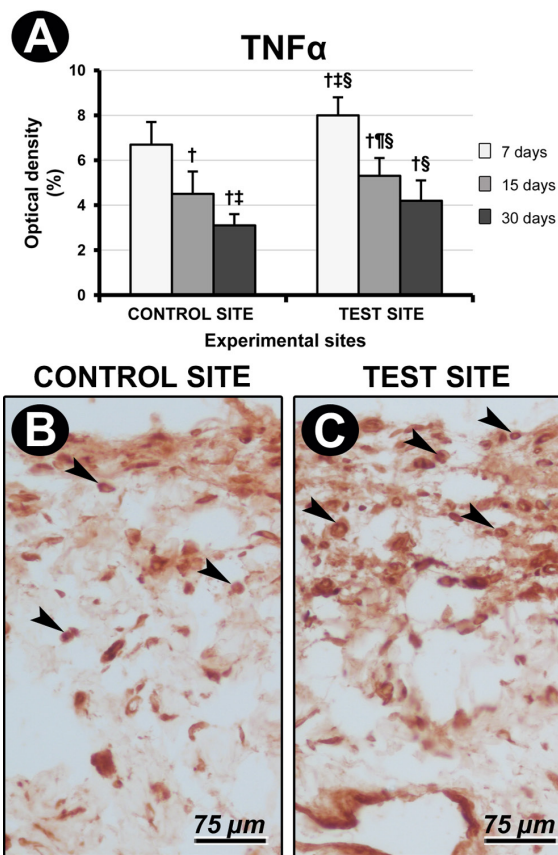 A
TNFα
Optical density
(%)
10
8
6
4
2
0
†
†‡
†‡§
†¶§
†§
7 days
15 days
30 days
CONTROL SITE
TEST SITE
Experimental sites
CONTROL SITE
TEST SITE
B
C
75 µm
75 µm